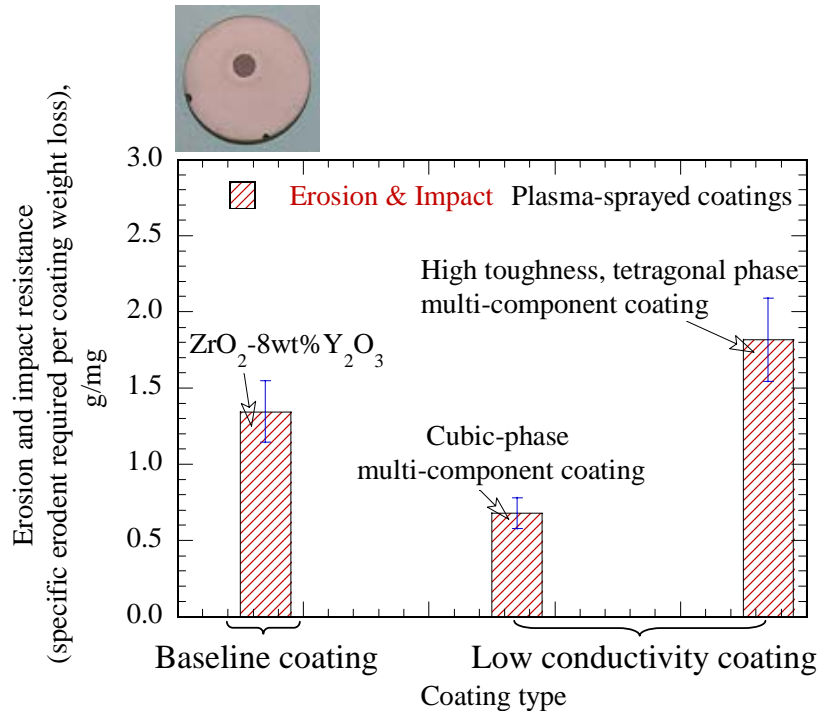 Erosion and impact resistance
(specific erodent required per coating weight loss),
g/mg
3.0
2.5
2.0
1.5
1.0
0.5
0.0
Erosion & Impact Plasma-sprayed coatings
High toughness, tetragonal phase
multi-component coating
ZrO₂-8wt%Y₂O₃
Cubic-phase
multi-component coating
Baseline coating
Low conductivity coating
Coating type